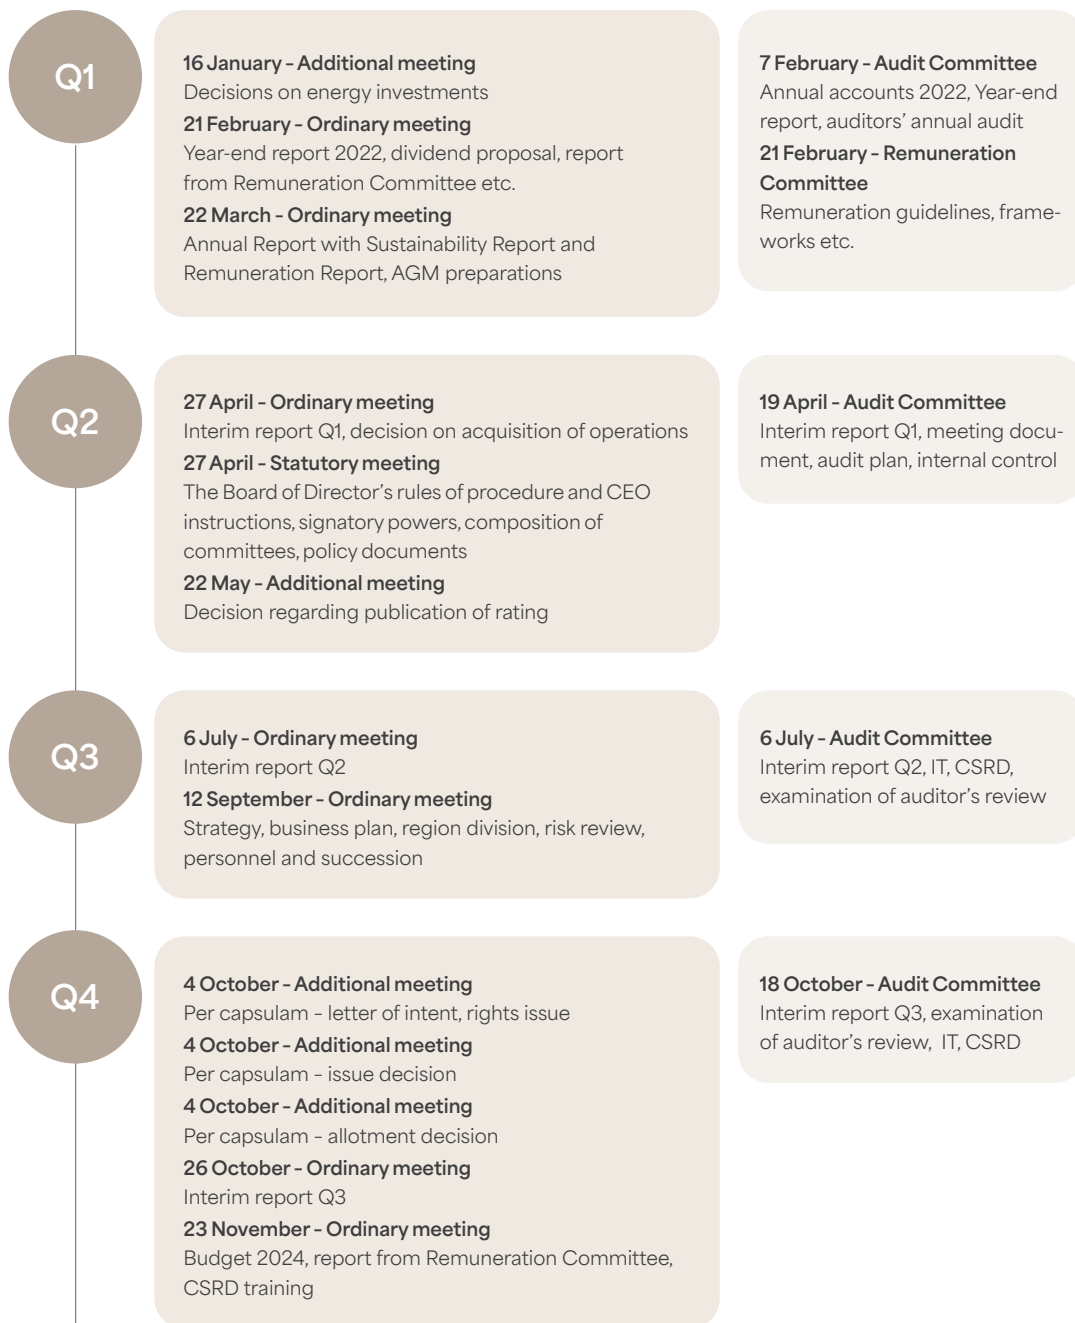 Q1
16 January – Additional meeting
Decisions on energy investments
21 February – Ordinary meeting
Year-end report 2022, dividend proposal, report
from Remuneration Committee etc.
22 March – Ordinary meeting
Annual Report with Sustainability Report and
Remuneration Report, AGM preparations
7 February – Audit Committee
Annual accounts 2022, Year-end
report, auditors’ annual audit
21 February – Remuneration
Committee
Remuneration guidelines, frame-
works etc.
Q2
27 April – Ordinary meeting
Interim report Q1, decision on acquisition of operations
27 April – Statutory meeting
The Board of Director’s rules of procedure and CEO
instructions, signatory powers, composition of
committees, policy documents
22 May – Additional meeting
Decision regarding publication of rating
19 April – Audit Committee
Interim report Q1, meeting docu-
ment, audit plan, internal control
Q3
6 July – Ordinary meeting
Interim report Q2
12 September – Ordinary meeting
Strategy, business plan, region division, risk review,
personnel and succession
6 July – Audit Committee
Interim report Q2, IT, CSRD,
examination of auditor’s review
Q4
4 October – Additional meeting
Per capsulam – letter of intent, rights issue
4 October – Additional meeting
Per capsulam – issue decision
4 October – Additional meeting
Per capsulam – allotment decision
26 October – Ordinary meeting
Interim report Q3
23 November – Ordinary meeting
Budget 2024, report from Remuneration Committee,
CSRD training
18 October – Audit Committee
Interim report Q3, examination
of auditor’s review, IT, CSRD